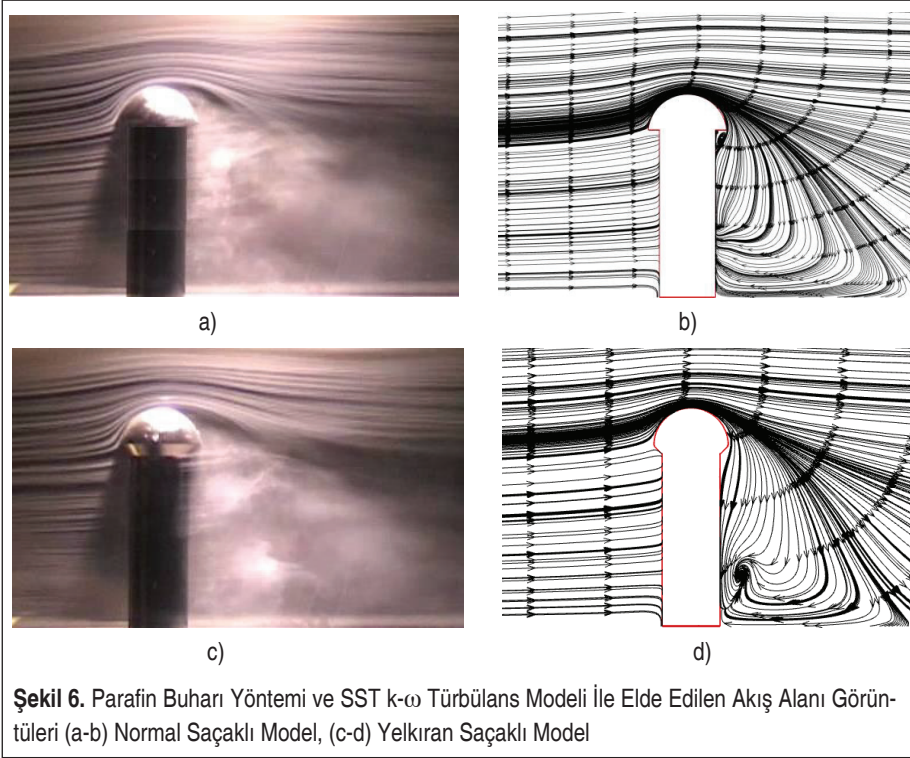 a)
b)
c)
d)
Şekil 6. Parafin Buharı Yöntemi ve SST k-ω Türbülans Modeli İle Elde Edilen Akış Alanı Görün-
tüleri (a-b) Normal Saçaklı Model, (c-d) Yelkıran Saçaklı Model